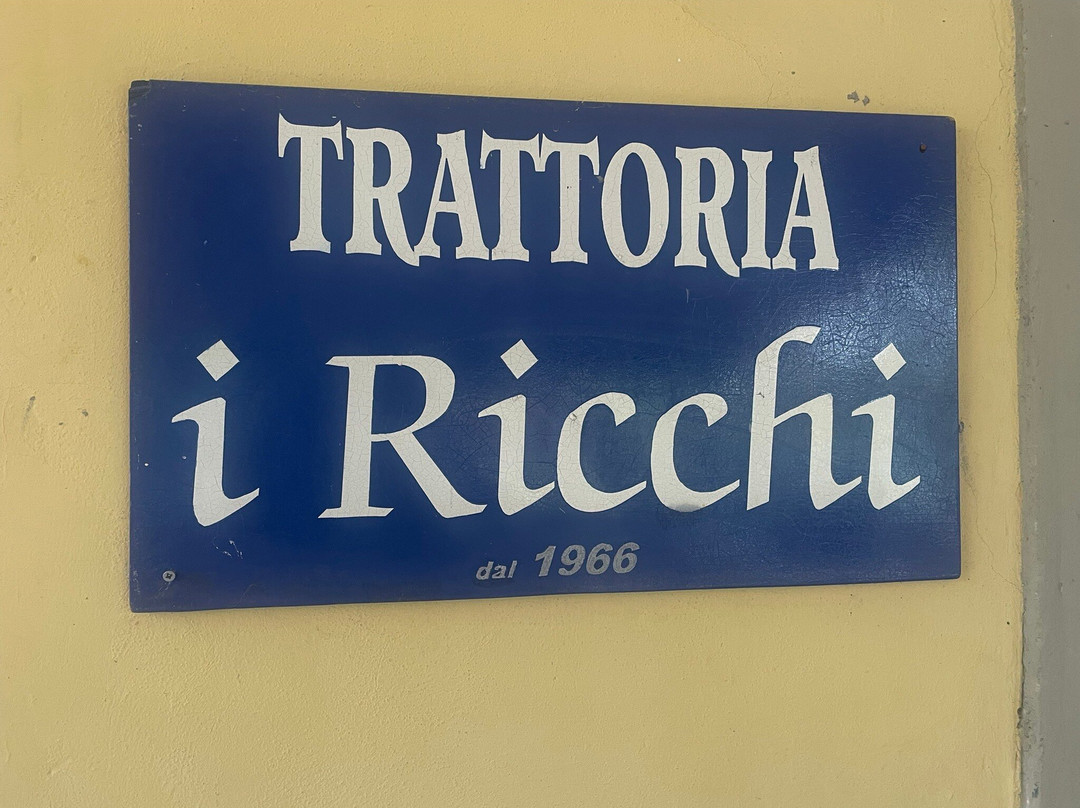 TRATTORIA
i Ricchi
dal 1966